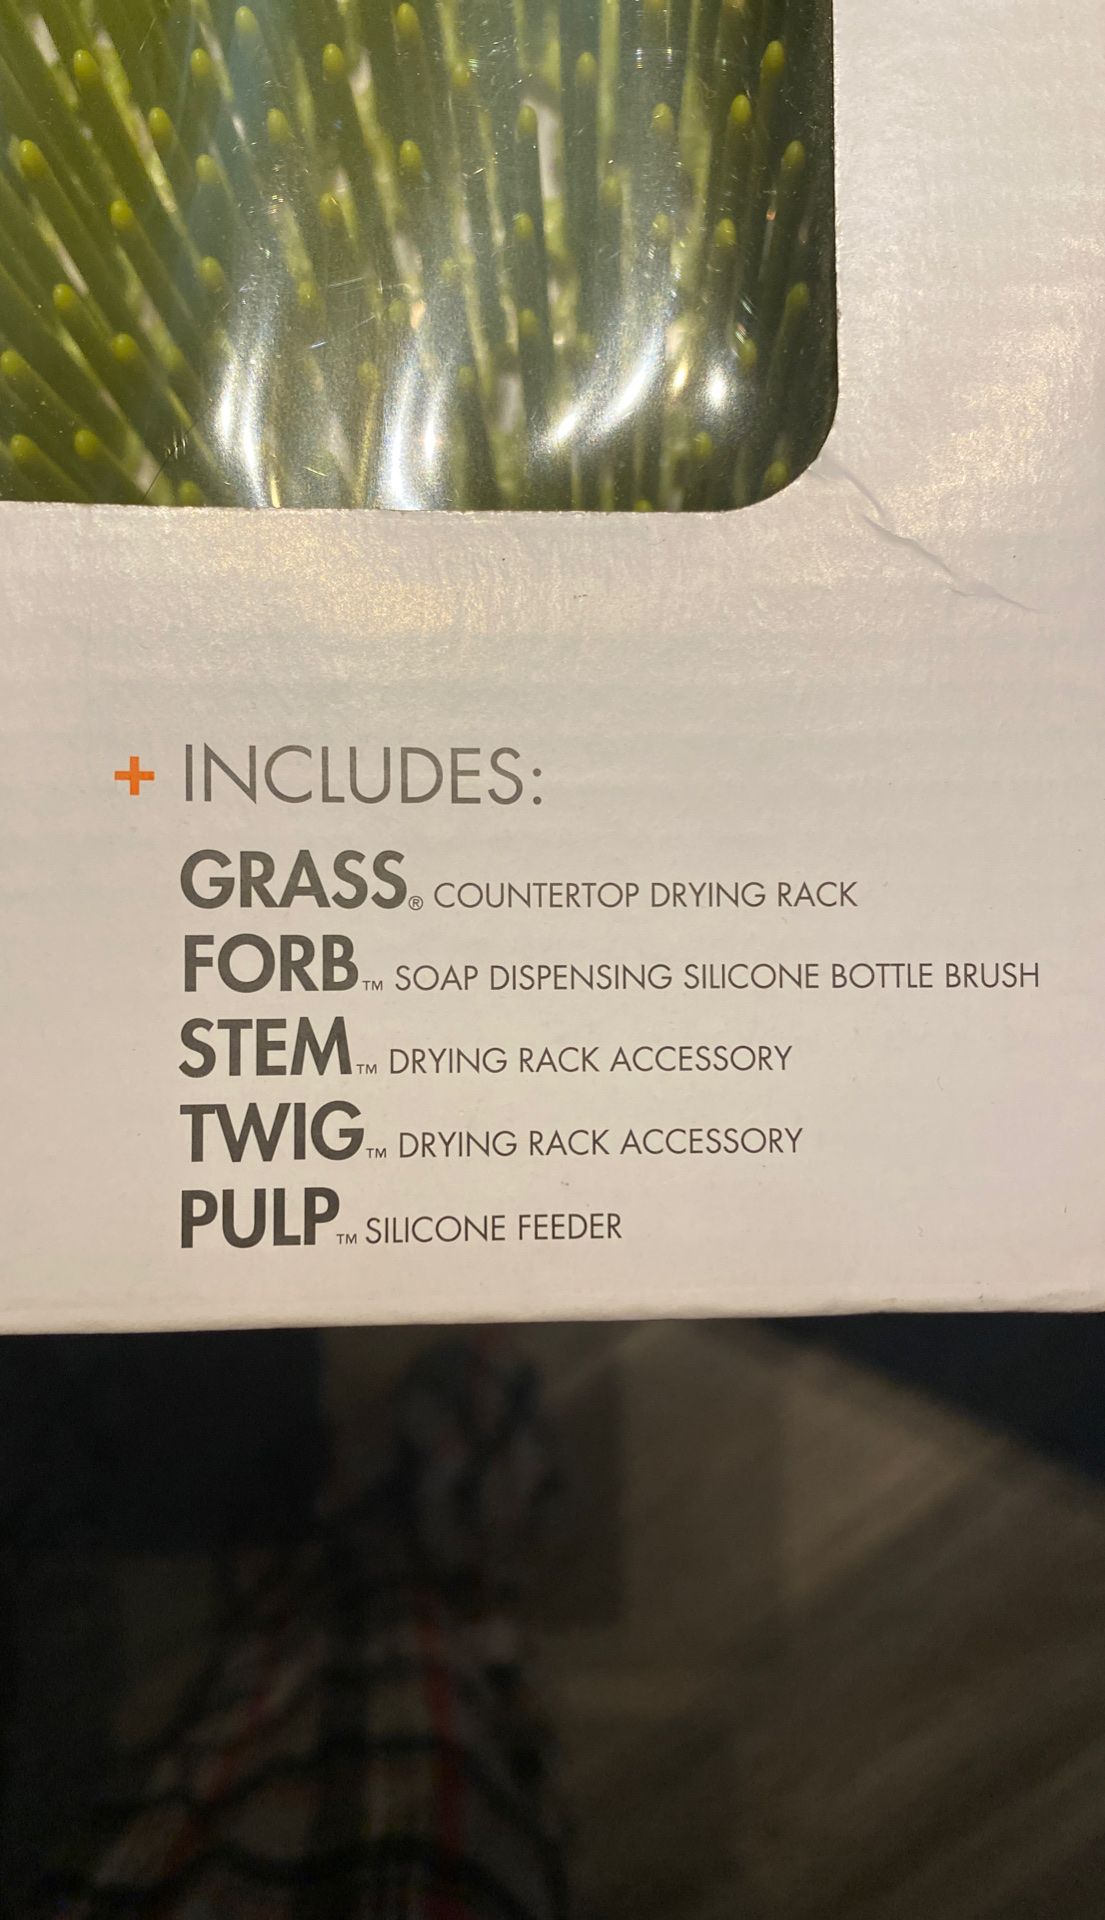 + INCLUDES:
GRASS® COUNTERTOP DRYING RACK
FORB™ SOAP DISPENSING SILICONE BOTTLE BRUSH
STEM™ DRYING RACK ACCESSORY
TWIG™ DRYING RACK ACCESSORY
PULP™ SILICONE FEEDER